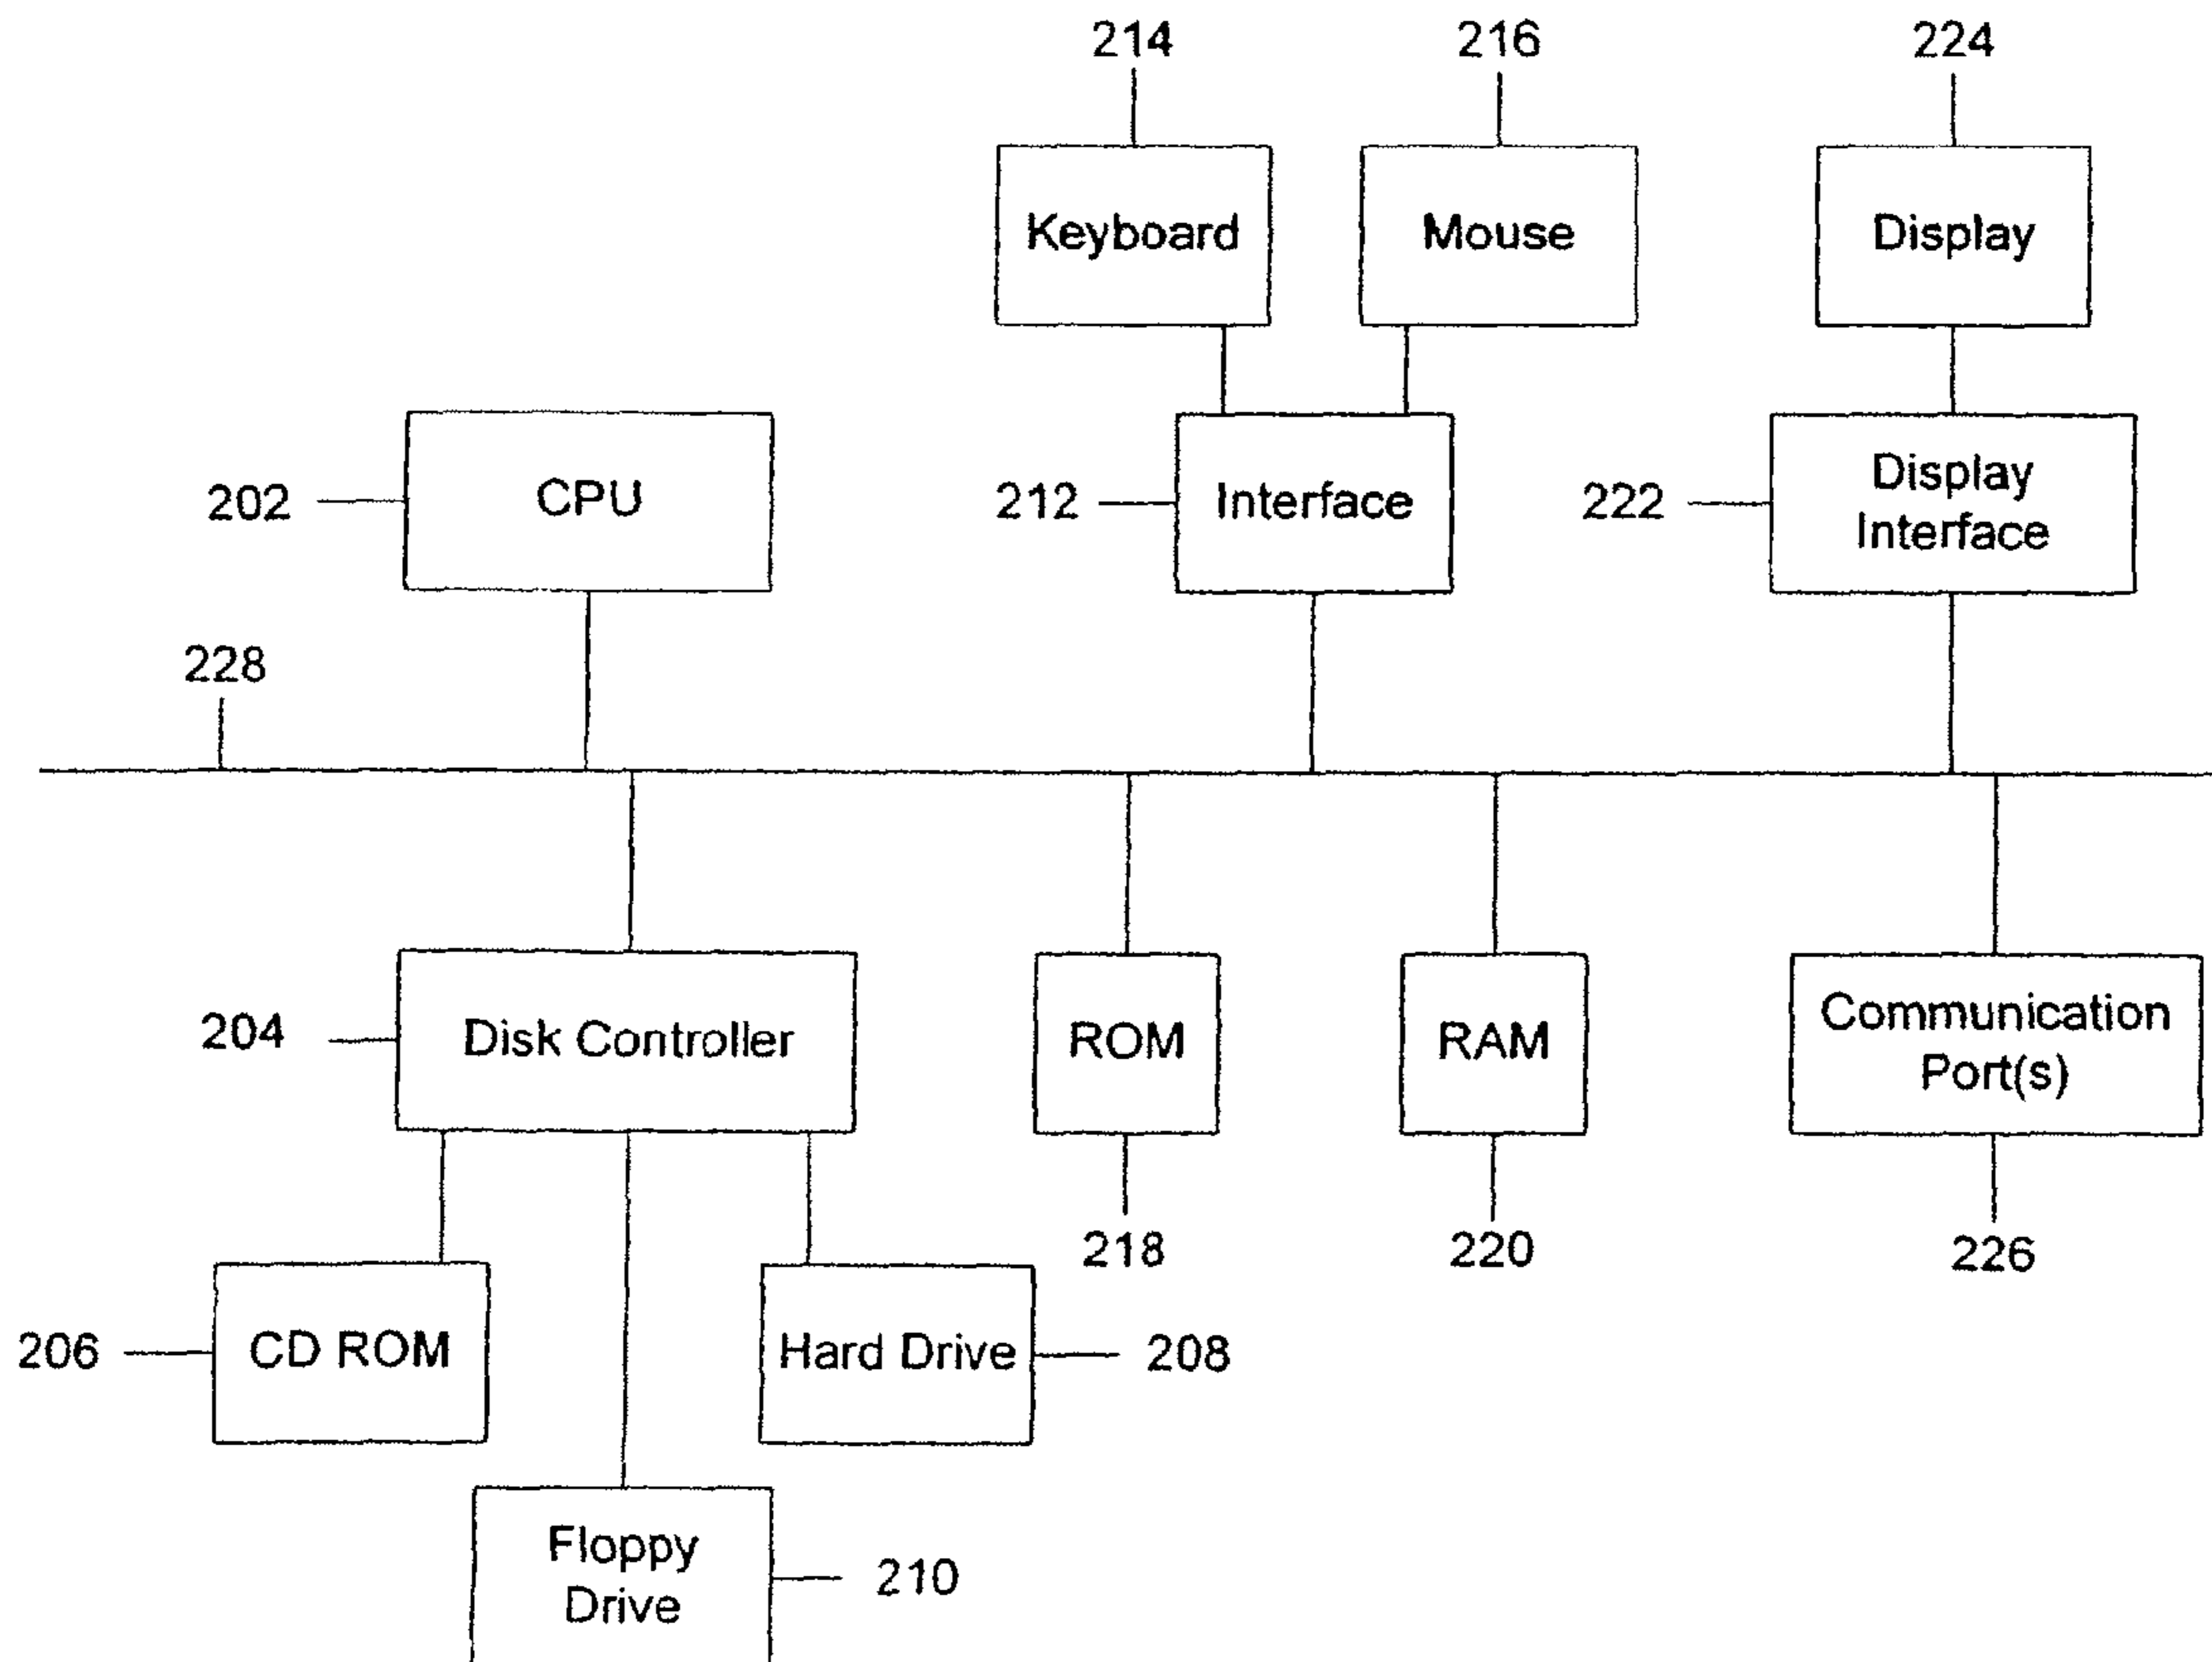 214
216
224
Keyboard
Mouse
Display
202
CPU
212
Interface
222
Display
Interface
228
204
Disk Controller
ROM
RAM
Communication
Port(s)
218
220
226
206
CD ROM
Hard Drive
208
Floppy
Drive
210